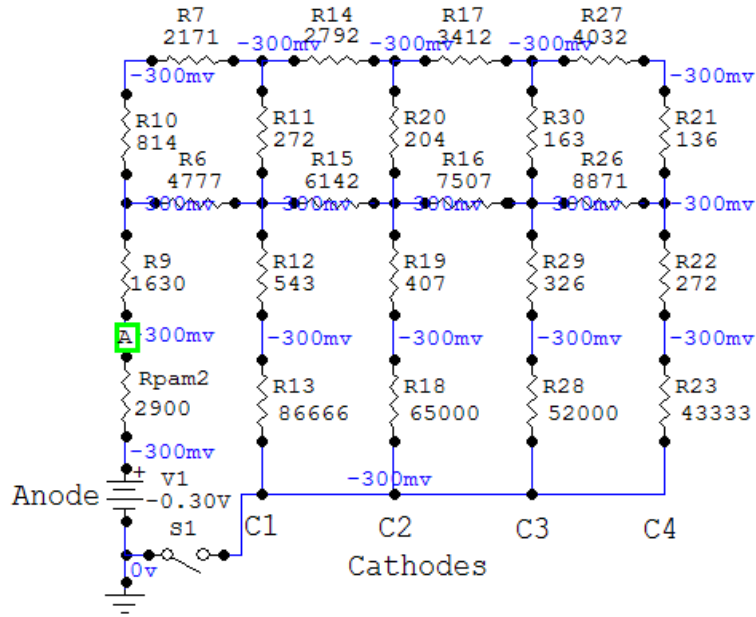 R7 R14 R17 R27
2171 2792 3412 4032
-300mv -300mv -300mv
-300mv -300mv
R10 R11 R20 R30 R21
814 272 204 163 136
R6 R15 R16 R26
4777 6142 7507 8871
-300mv -300mv -300mv -300mv -300mv
R9 R12 R19 R29 R22
1630 543 407 326 272
A -300mv -300mv -300mv -300mv -300mv
Rpam2 R13 R18 R28 R23
2900 86666 65000 52000 43333
-300mv
+ V1 -300mv
Anode -0.30V
S1 C1 C2 C3 C4
0v Cathodes